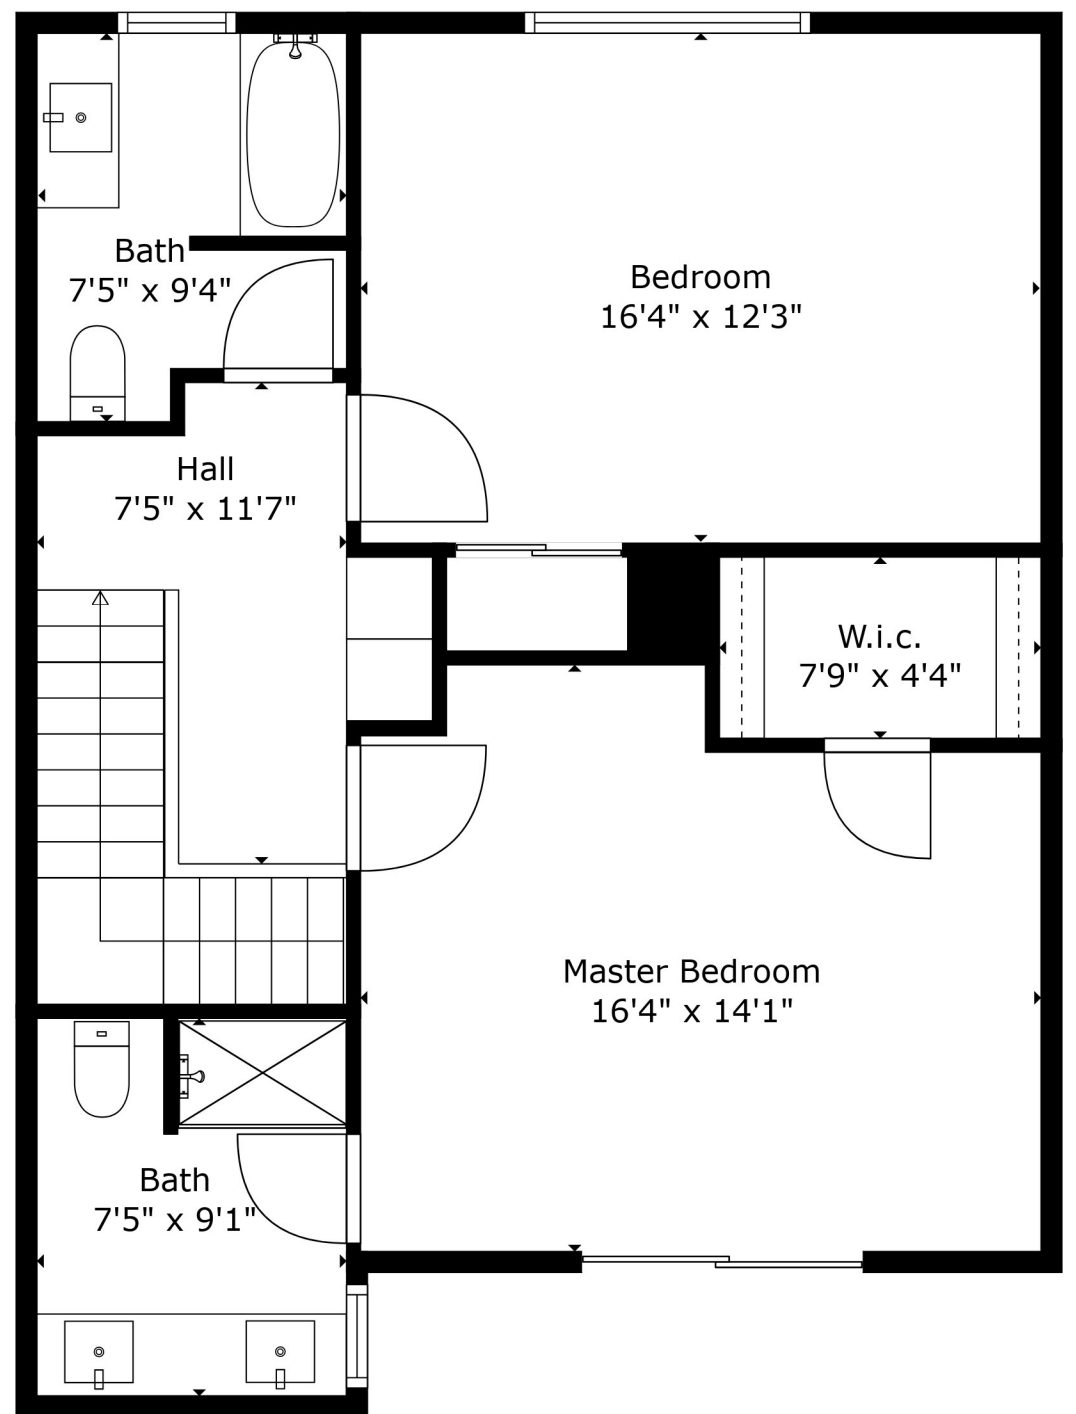 Bath
7'5" x 9'4"
Bedroom
16'4" x 12'3"
Hall
7'5" x 11'7"
W.i.c.
7'9" x 4'4"
Master Bedroom
16'4" x 14'1"
Bath
7'5" x 9'1"